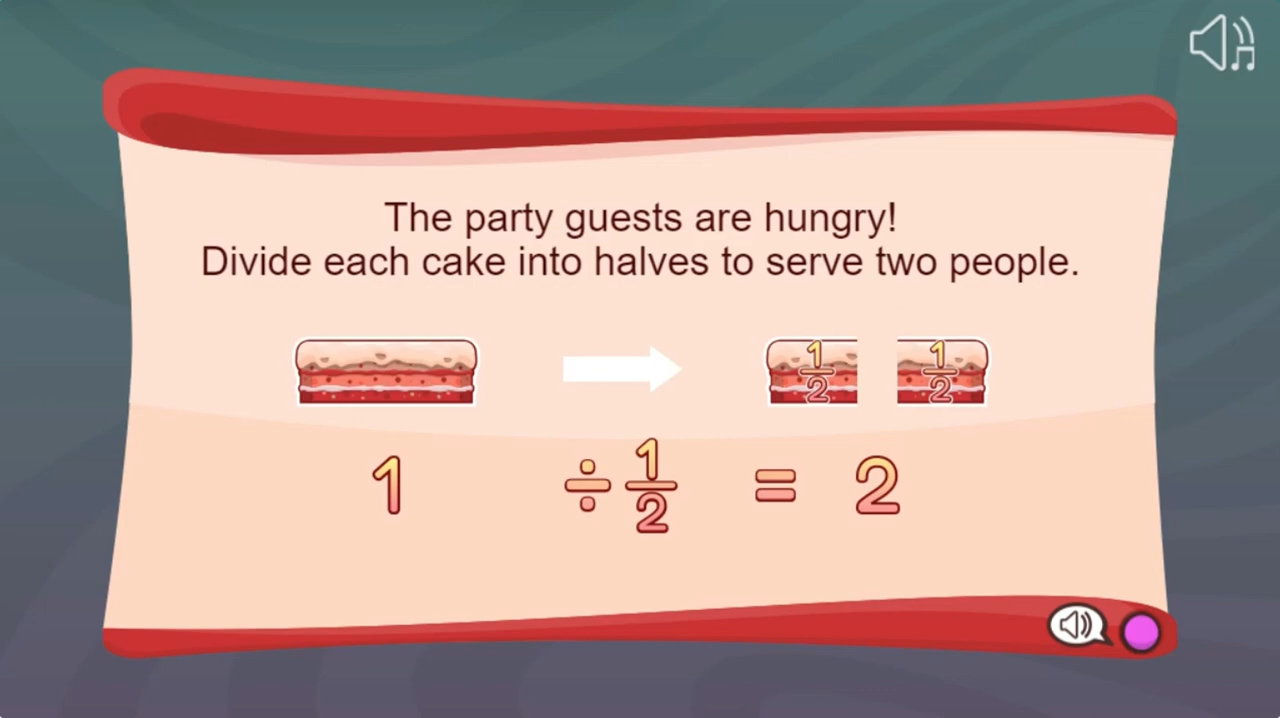 The party guests are hungry!
Divide each cake into halves to serve two people.
1/2 1/2
1 ÷ 1/2 = 2